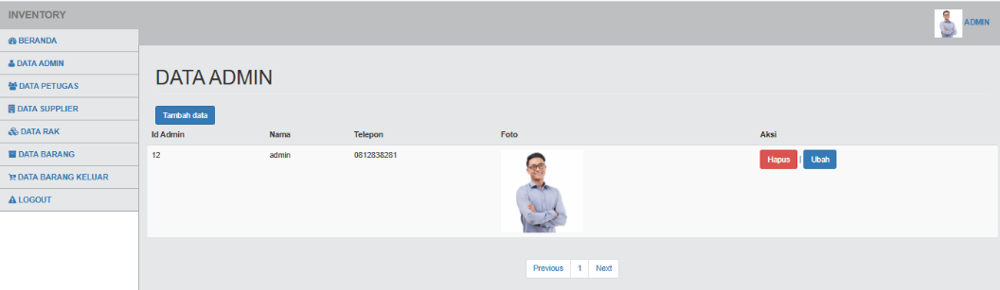 INVENTORY
ADMIN
BERANDA
DATA ADMIN
DATA PETUGAS
DATA SUPPLIER
DATA RAK
DATA BARANG
DATA BARANG KELUAR
LOGOUT
DATA ADMIN
Tambah data
Id Admin Nama Telepon Foto Aksi
12 admin 0812838281 Hapus | Ubah
Previous 1 Next